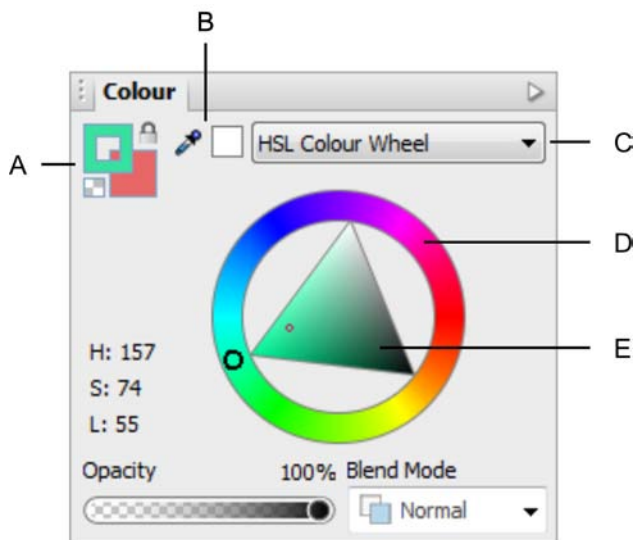 B
Colour
HSL Colour Wheel
C
A
D
E
H: 157
S: 74
L: 55
Opacity 100% Blend Mode
Normal